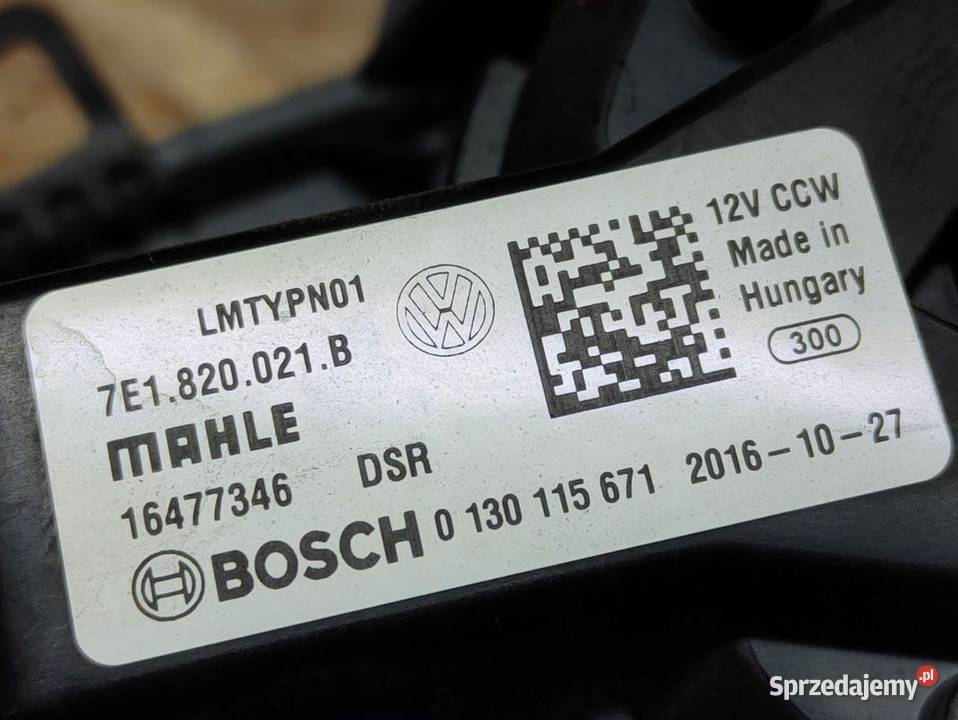 LMTYPN01
7E1.820.021.B
MAHLE
16477346 DSR
BOSCH 0 130 115 671 2016-10-27
12V CCW
Made in
Hungary
300
Sprzedajemy.pl